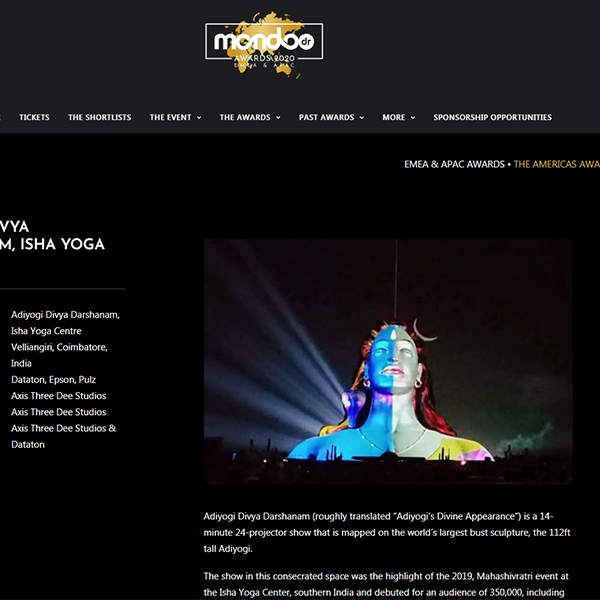 mondo dr
AWARDS 2020
EMEA & APAC
TICKETS
THE SHORTLISTS
THE EVENT
THE AWARDS
PAST AWARDS
MORE
SPONSORSHIP OPPORTUNITIES
EMEA & APAC AWARDS • THE AMERICAS AWA
VYA
M, ISHA YOGA
Adiyogi Divya Darshanam,
Isha Yoga Centre
Velliangiri, Coimbatore,
India
Dataton, Epson, Pulz
Axis Three Dee Studios
Axis Three Dee Studios
Axis Three Dee Studios &
Dataton
Adiyogi Divya Darshanam (roughly translated “Adiyogi’s Divine Appearance”) is a 14-
minute 24-projector show that is mapped on the world’s largest bust sculpture, the 112ft
tall Adiyogi.
The show in this consecrated space was the highlight of the 2019, Mahashivratri event at
the Isha Yoga Center, southern India and debuted for an audience of 350,000, including